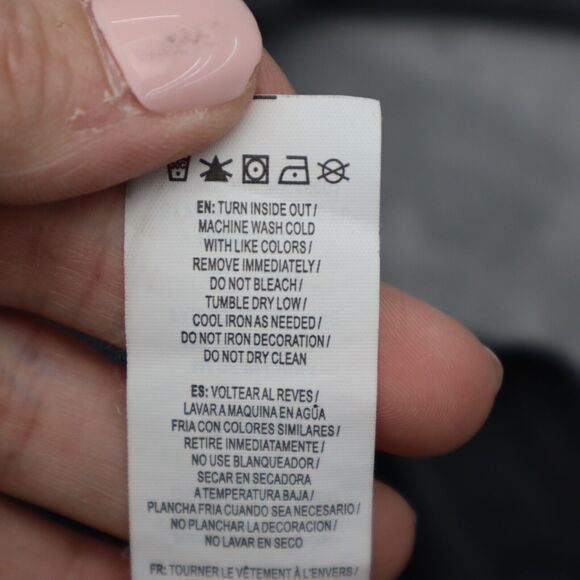 EN: TURN INSIDE OUT /
MACHINE WASH COLD
WITH LIKE COLORS /
REMOVE IMMEDIATELY /
DO NOT BLEACH /
TUMBLE DRY LOW /
COOL IRON AS NEEDED /
DO NOT IRON DECORATION /
DO NOT DRY CLEAN
ES: VOLTEAR AL REVES /
LAVAR A MAQUINA EN AGŨA
FRIA CON COLORES SIMILARES /
RETIRE INMEDIATAMENTE /
NO USE BLANQUEADOR /
SECAR EN SECADORA
A TEMPERATURA BAJA /
PLANCHA FRIA CUANDO SEA NECESARIO /
NO PLANCHAR LA DECORACION /
NO LAVAR EN SECO
FR: TOURNER LE VÊTEMENT À L'ENVERS /